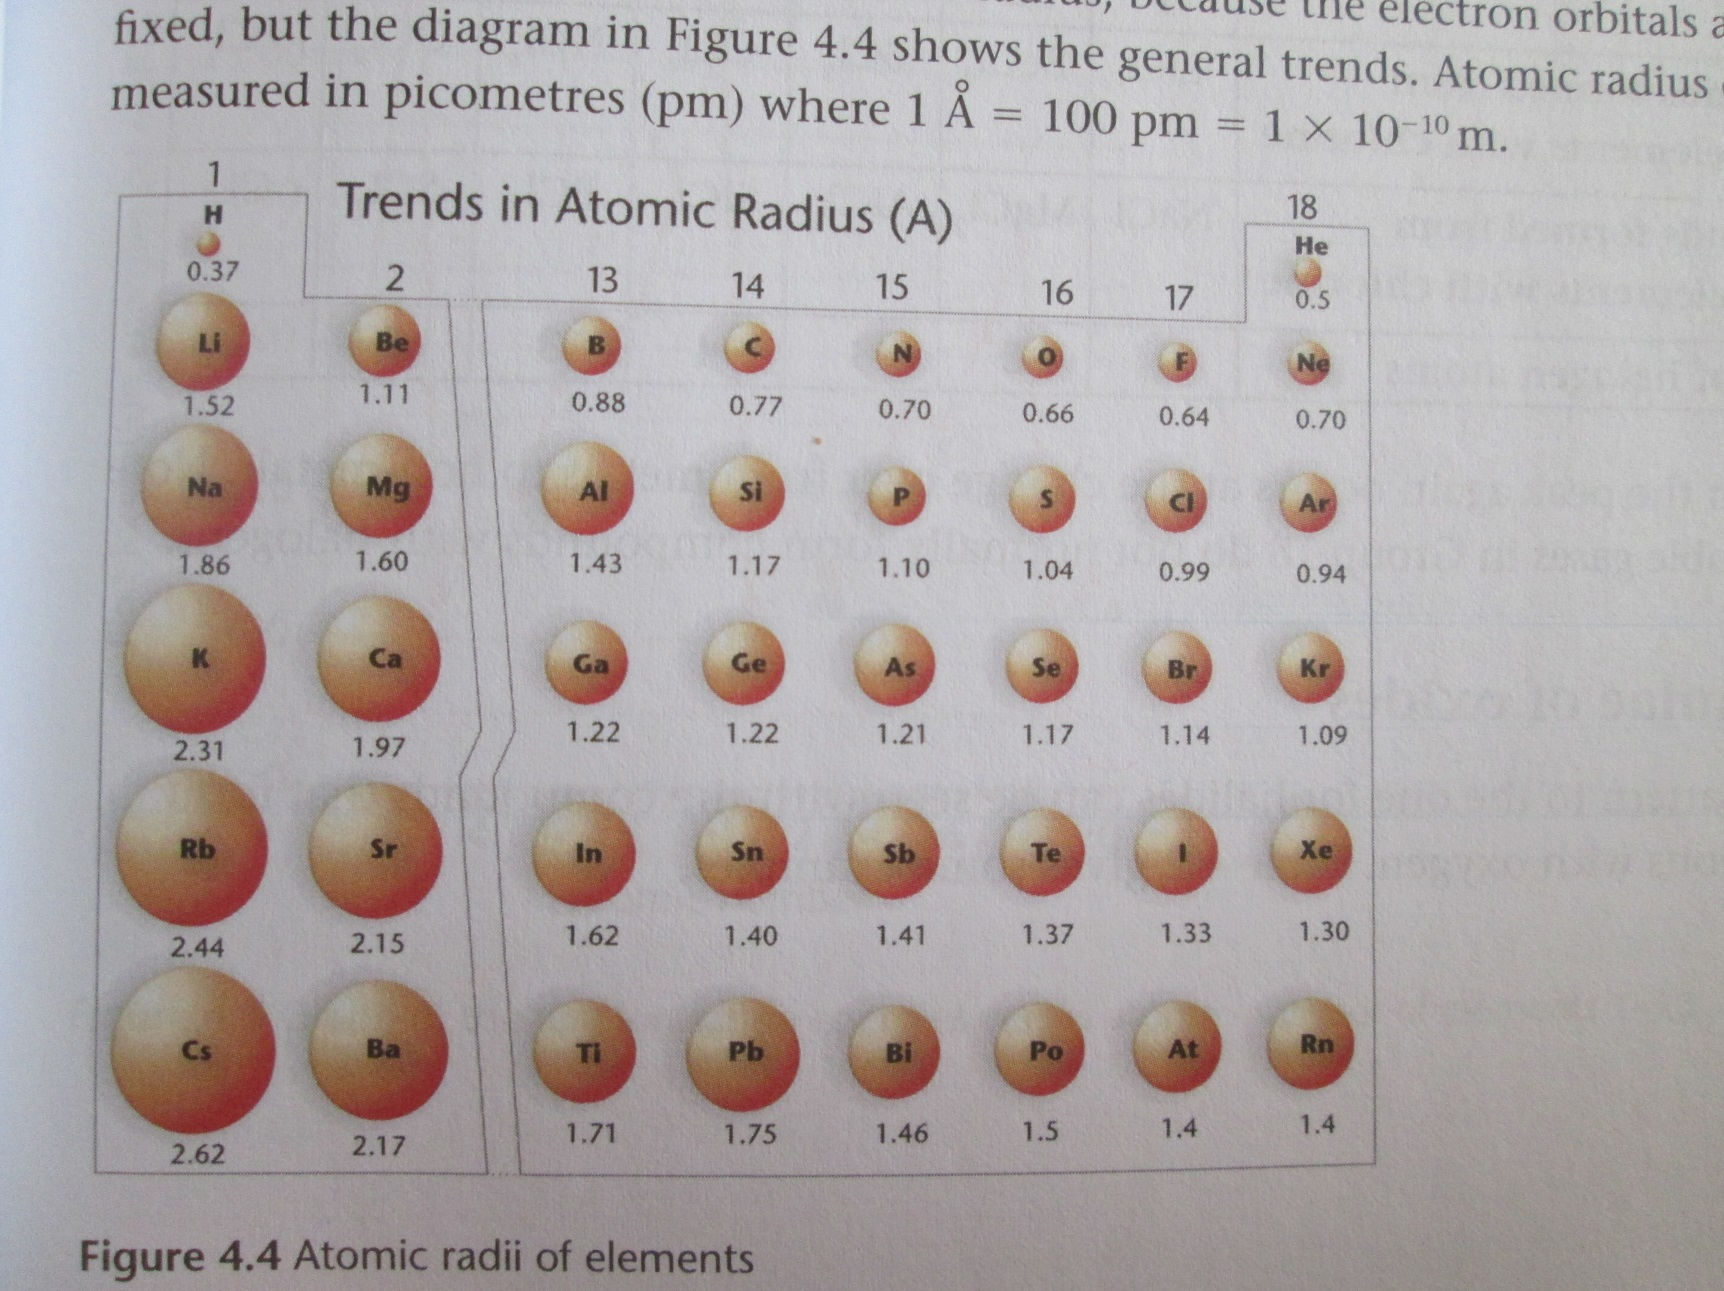 because the electron orbitals
fixed, but the diagram in Figure 4.4 shows the general trends. Atomic radius
measured in picometres (pm) where 1 Å = 100 pm = 1 × 10⁻¹⁰ m.
Trends in Atomic Radius (A)
1 2 13 14 15 16 17 18
H He
0.37 0.5
Li Be B C N O F Ne
1.52 1.11 0.88 0.77 0.70 0.66 0.64 0.70
Na Mg Al Si P S Cl Ar
1.86 1.60 1.43 1.17 1.10 1.04 0.99 0.94
K Ca Ga Ge As Se Br Kr
2.31 1.97 1.22 1.22 1.21 1.17 1.14 1.09
Rb Sr In Sn Sb Te I Xe
2.44 2.15 1.62 1.40 1.41 1.37 1.33 1.30
Cs Ba Ti Pb Bi Po At Rn
2.62 2.17 1.71 1.75 1.46 1.5 1.4 1.4
Figure 4.4 Atomic radii of elements